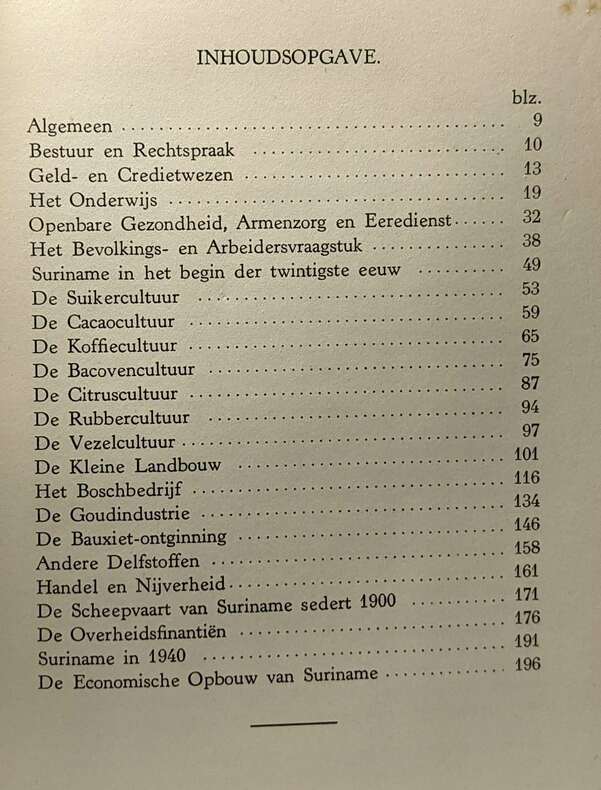 INHOUDSOPGAVE.
blz.
Algemeen .......... 9
Bestuur en Rechtspraak .......... 10
Geld- en Credietwezen .......... 13
Het Onderwijs .......... 19
Openbare Gezondheid, Armenzorg en Eeredienst ...... 32
Het Bevolkings- en Arbeidersvraagstuk .......... 38
Suriname in het begin der twintigste eeuw .......... 49
De Suikercultuur .......... 53
De Cacaocultuur .......... 59
De Koffiecultuur .......... 65
De Bacovencultuur .......... 75
De Citruscultuur .......... 87
De Rubbercultuur .......... 94
De Vezelcultuur .......... 97
De Kleine Landbouw .......... 101
Het Boschbedrijf .......... 116
De Goudindustrie .......... 134
De Bauxiet-ontginning .......... 146
Andere Delfstoffen .......... 158
Handel en Nijverheid .......... 161
De Scheepvaart van Suriname sedert 1900 .......... 171
De Overheidsfinantiën .......... 176
Suriname in 1940 .......... 191
De Economische Opbouw van Suriname .......... 196